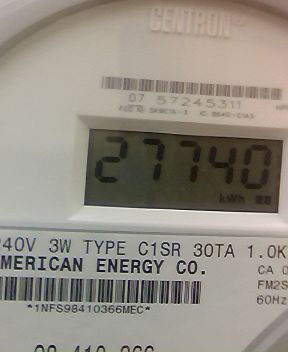 CENTRON
07 57245311
27740
kWh
240V 3W TYPE C1SR 30TA 1.0K
AMERICAN ENERGY CO.
CA 0
FM2S
60Hz
*1NFS98410366MEC*